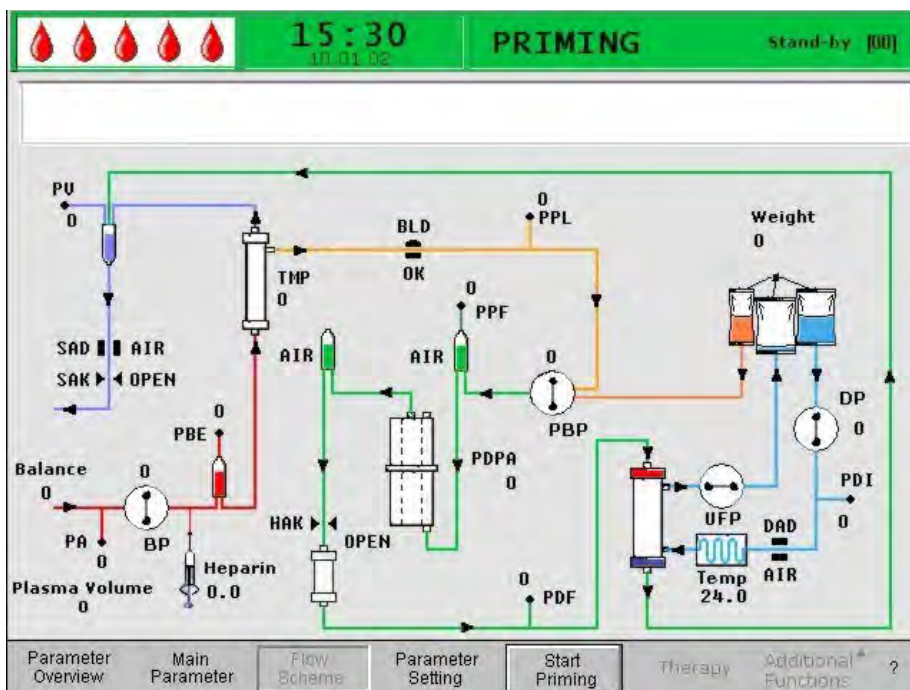 15:30
10.01.02
PRIMING
Stand-by [00]
PV
0
0
PPL
BLD
OK
Weight
0
TMP
0
0
PPF
SAD AIR
SAK OPEN
AIR
AIR
0
PBP
DP
0
0
PBE
PDPA
0
PDI
0
Balance
0
0
BP
HAK OPEN
UFP
DAD
AIR
PA
0
Heparin
0.0
Temp
24.0
Plasma Volume
0
0
PDF
Parameter
Overview
Main
Parameter
Flow
Scheme
Parameter
Setting
Start
Priming
Therapy
Additional
Functions
?